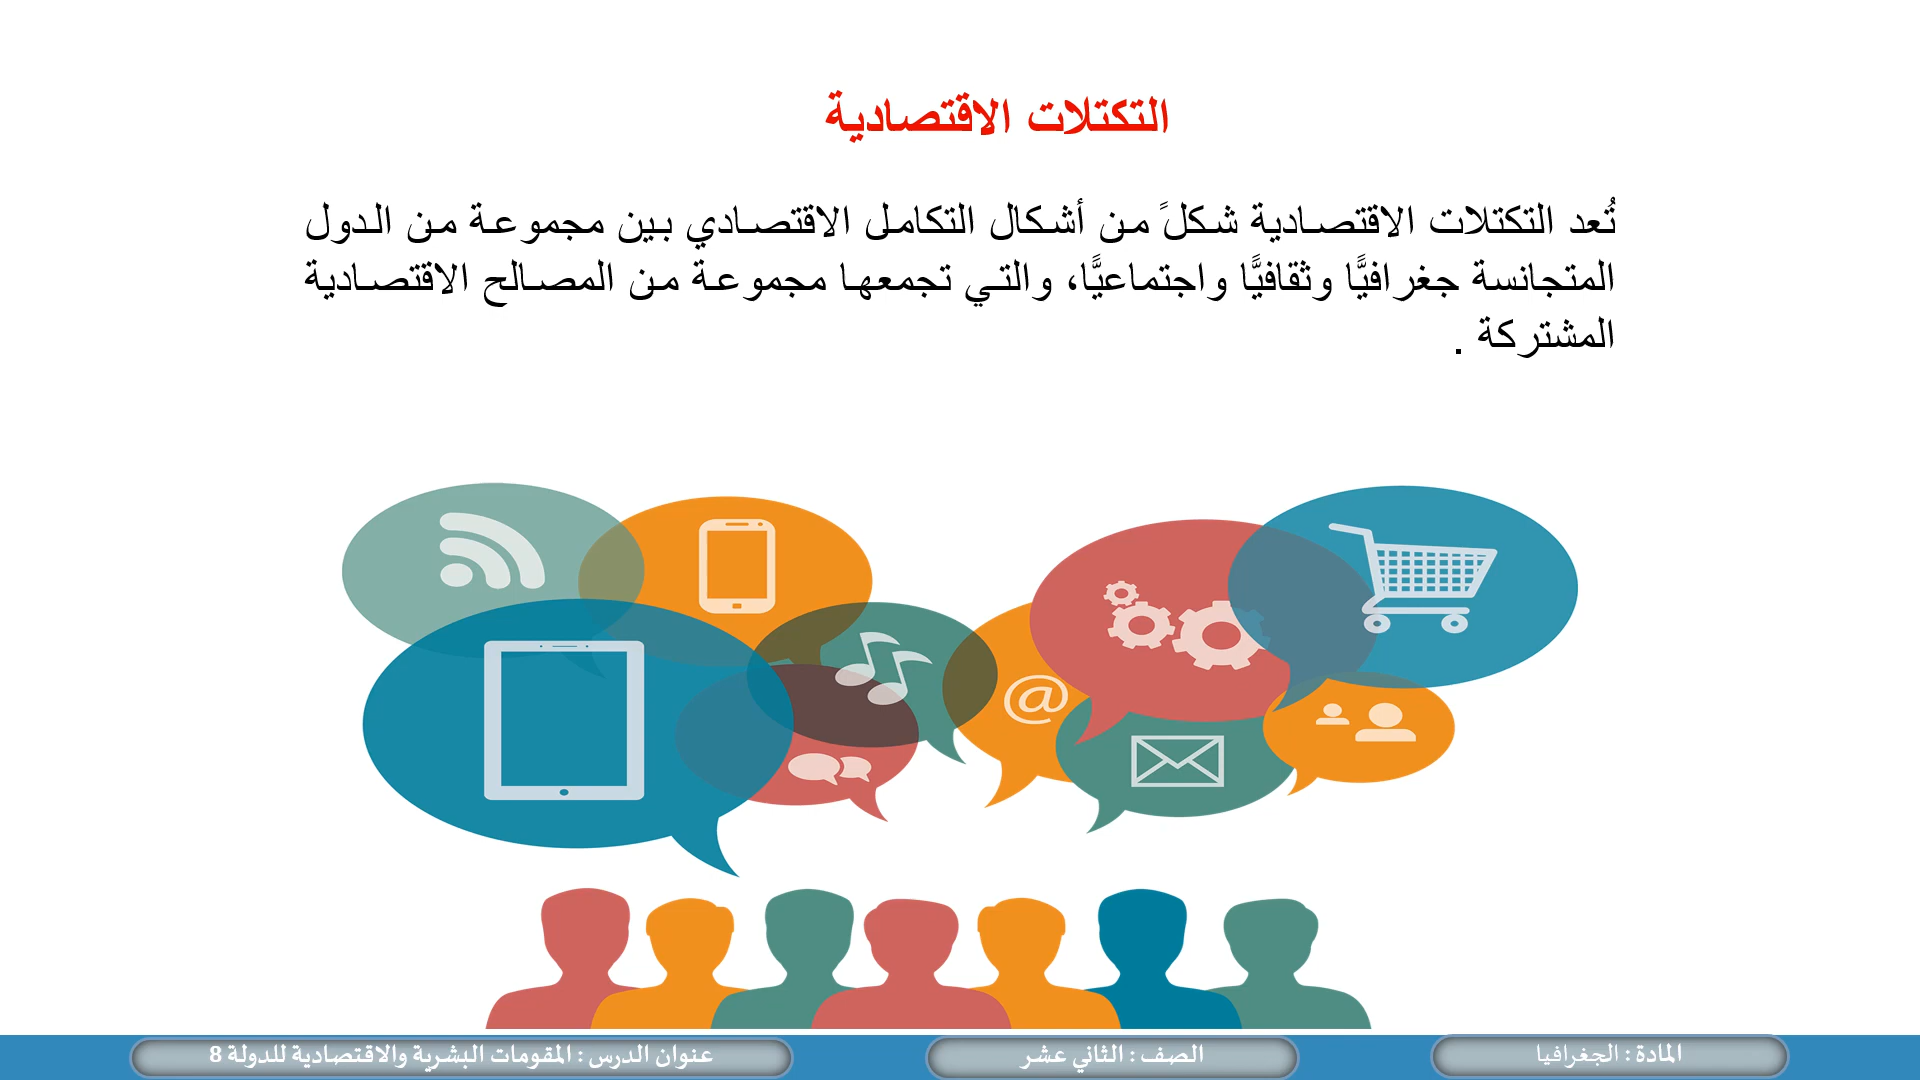 التكتلات الاقتصادية
تُعد التكتلات الاقتصادية شكلً من أشكال التكامل الاقتصادي بين مجموعة من الدول
المتجانسة جغرافيًّا وثقافيًّا واجتماعيًّا، والتي تجمعها مجموعة من المصالح الاقتصادية
المشتركة .
@
المادة : الجغرافيا
الصف : الثاني عشر
عنوان الدرس : المقومات البشرية والاقتصادية للدولة 8